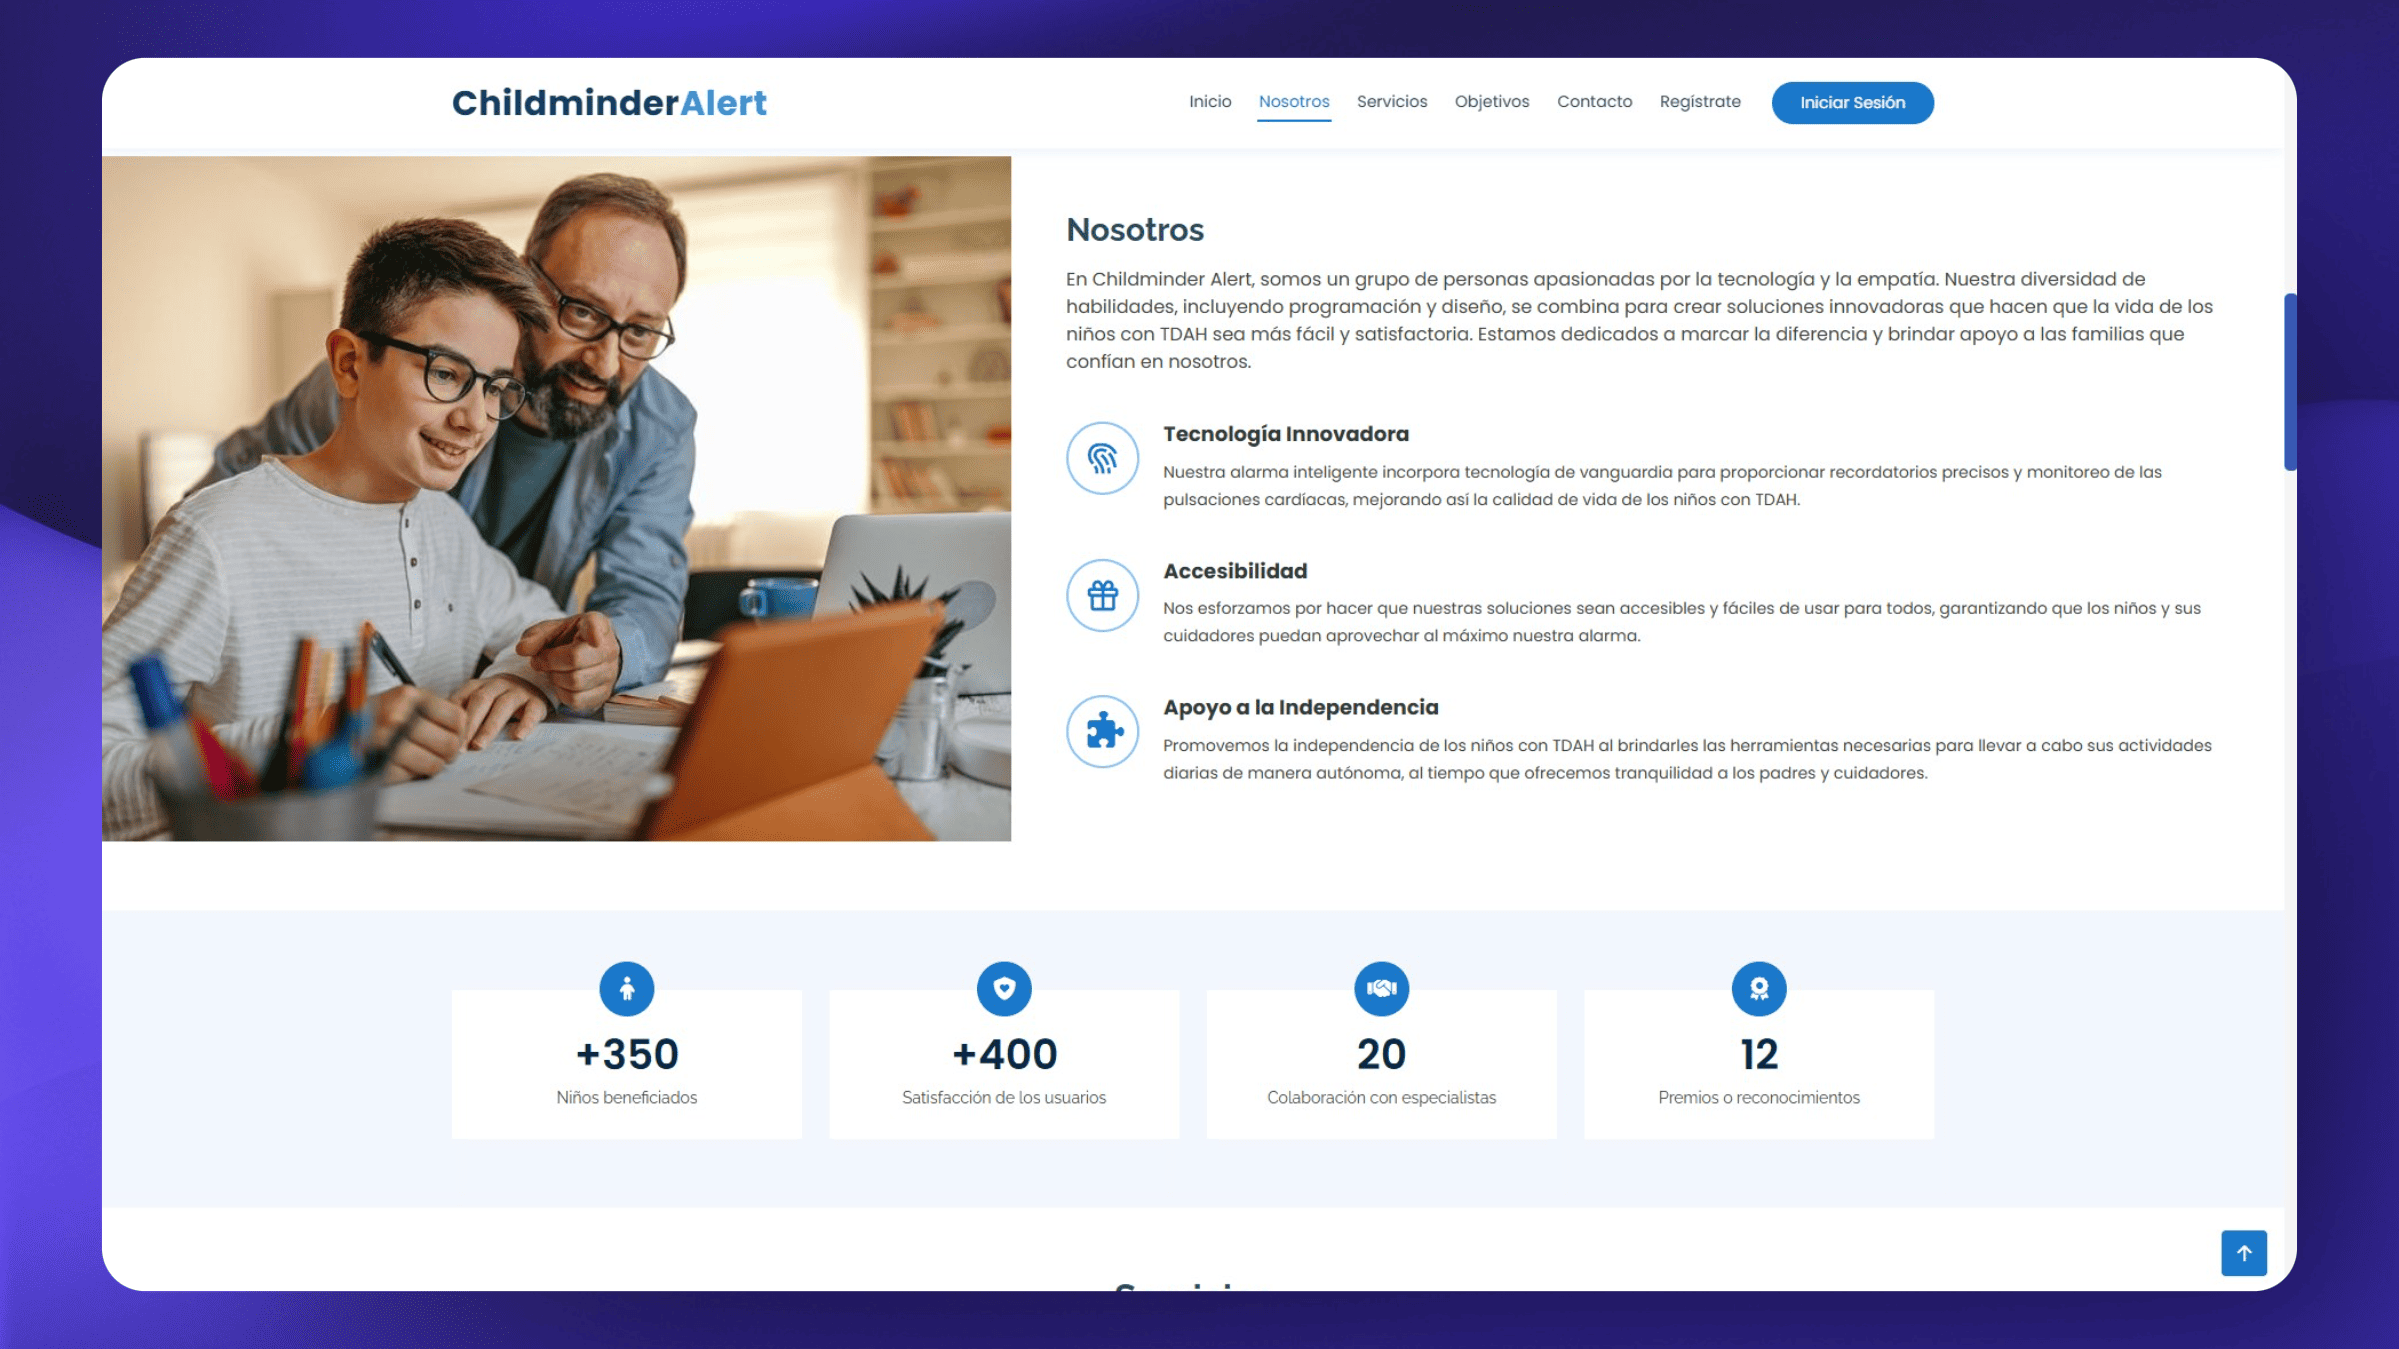 ChildminderAlert
Inicio Nosotros Servicios Objetivos Contacto Regístrate Iniciar Sesión
Nosotros
En Childminder Alert, somos un grupo de personas apasionadas por la tecnología y la empatía. Nuestra diversidad de
habilidades, incluyendo programación y diseño, se combina para crear soluciones innovadoras que hacen que la vida de los
niños con TDAH sea más fácil y satisfactoria. Estamos dedicados a marcar la diferencia y brindar apoyo a las familias que
confían en nosotros.
Tecnología Innovadora
Nuestra alarma inteligente incorpora tecnología de vanguardia para proporcionar recordatorios precisos y monitoreo de las
pulsaciones cardíacas, mejorando así la calidad de vida de los niños con TDAH.
Accesibilidad
Nos esforzamos por hacer que nuestras soluciones sean accesibles y fáciles de usar para todos, garantizando que los niños y sus
cuidadores puedan aprovechar al máximo nuestra alarma.
Apoyo a la Independencia
Promovemos la independencia de los niños con TDAH al brindarles las herramientas necesarias para llevar a cabo sus actividades
diarias de manera autónoma, al tiempo que ofrecemos tranquilidad a los padres y cuidadores.
+350
Niños beneficiados
+400
Satisfacción de los usuarios
20
Colaboración con especialistas
12
Premios o reconocimientos